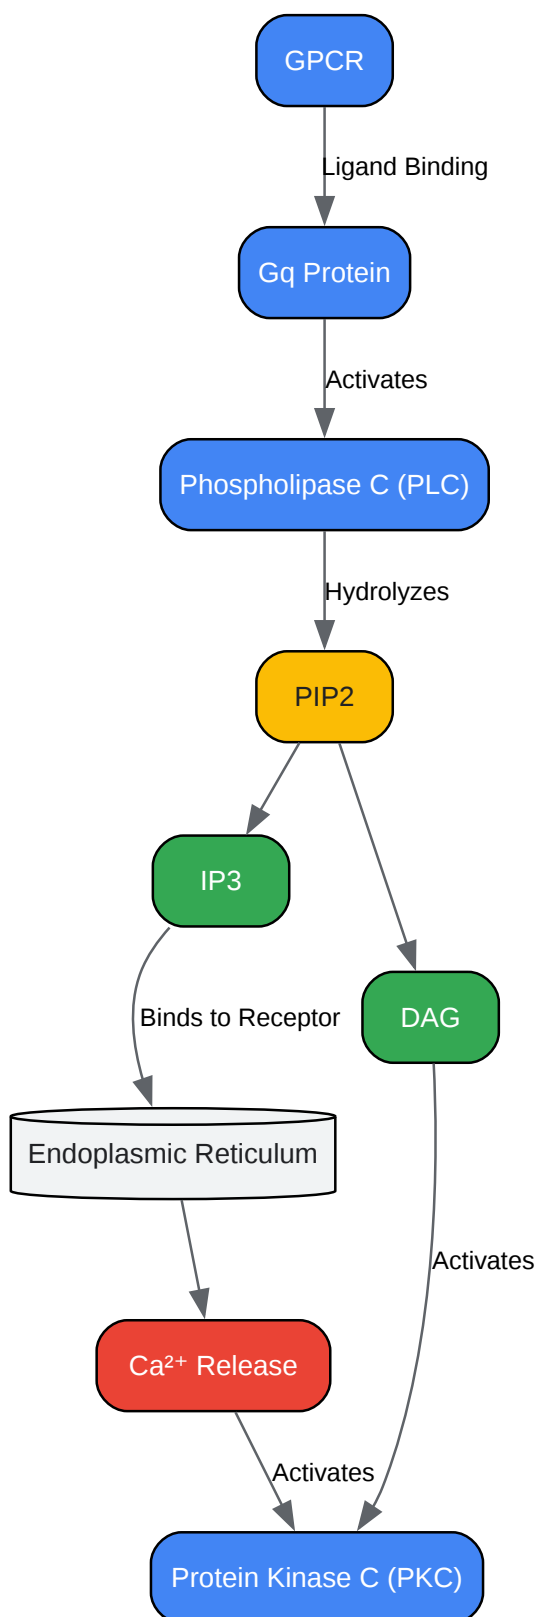 GPCR
Ligand Binding
Gq Protein
Activates
Phospholipase C (PLC)
Hydrolyzes
PIP2
IP3
DAG
Binds to Receptor
Endoplasmic Reticulum
Activates
Ca²⁺ Release
Activates
Protein Kinase C (PKC)